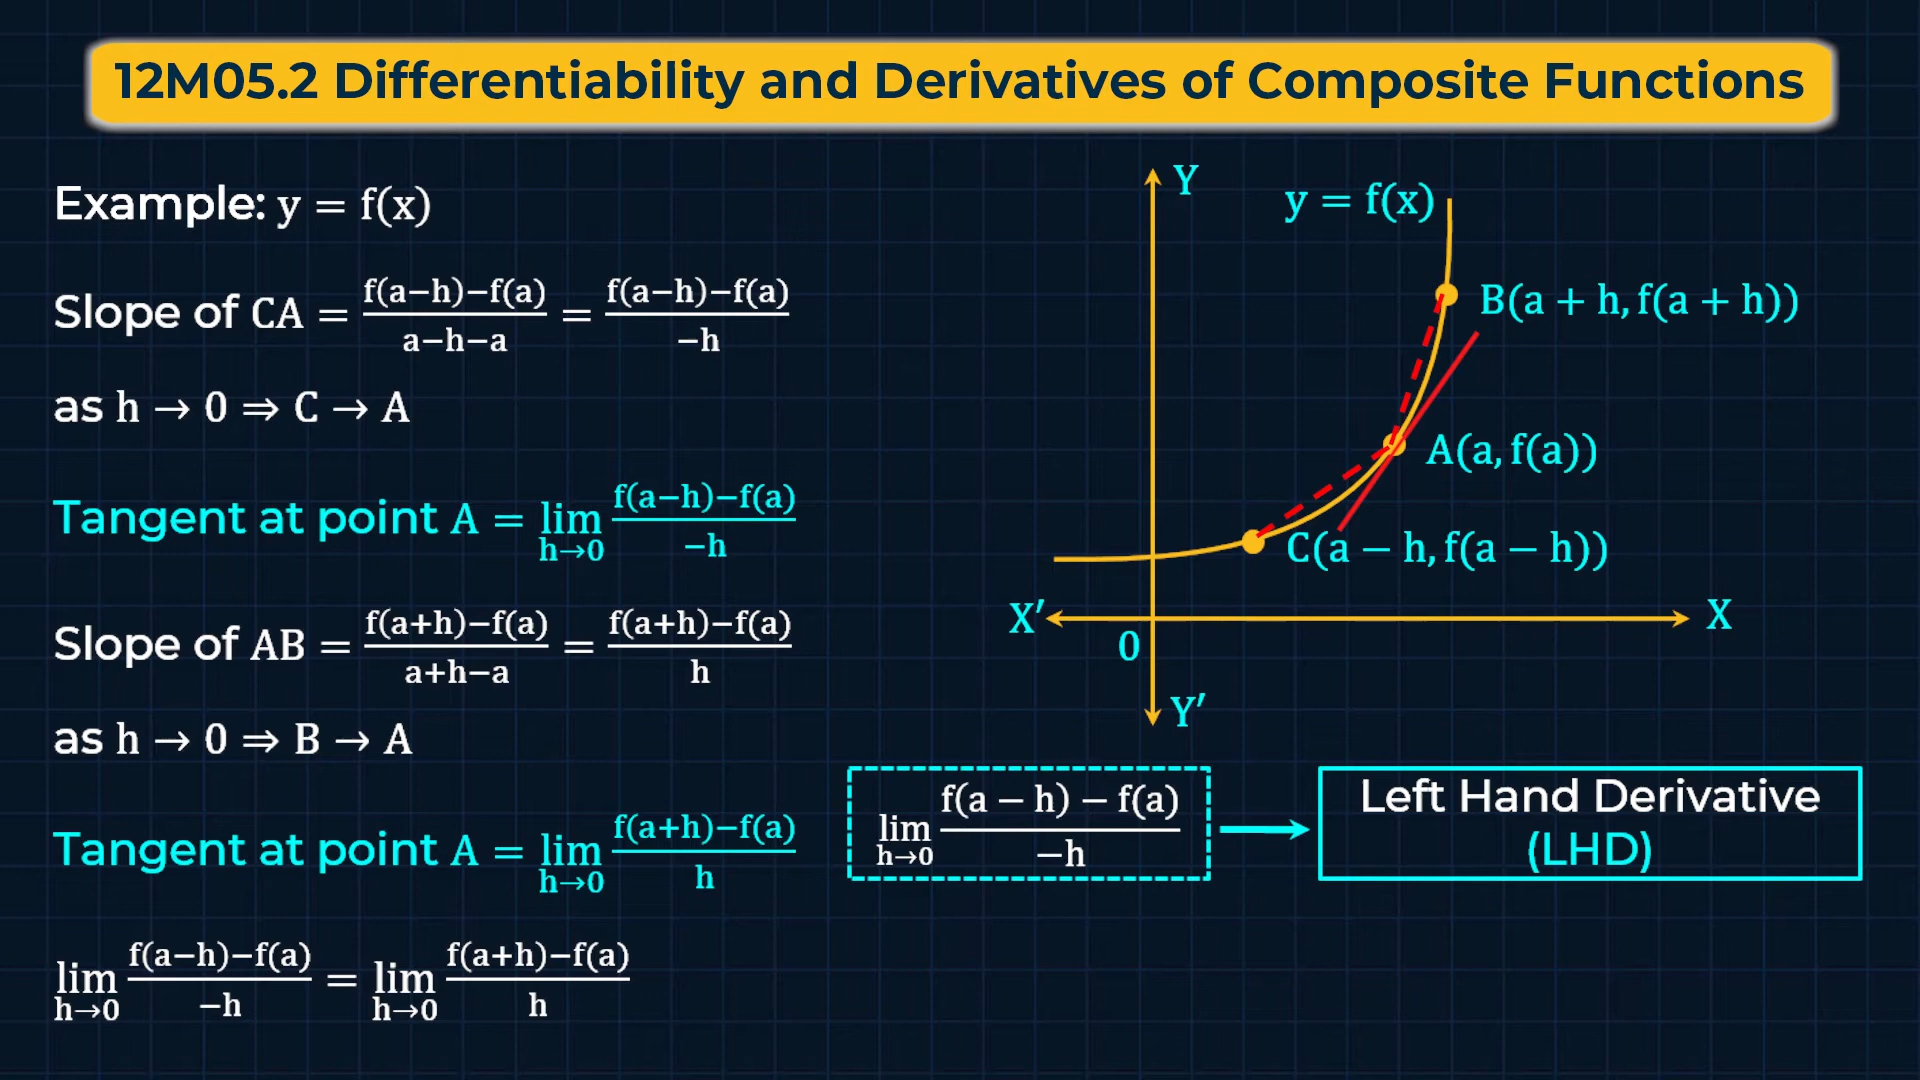 12M05.2 Differentiability and Derivatives of Composite Functions
Example: y = f(x)
Slope of CA = f(a−h)−f(a) / a−h−a = f(a−h)−f(a) / −h
as h → 0 ⇒ C → A
Tangent at point A = lim h→0 f(a−h)−f(a) / −h
Slope of AB = f(a+h)−f(a) / a+h−a = f(a+h)−f(a) / h
as h → 0 ⇒ B → A
Tangent at point A = lim h→0 f(a+h)−f(a) / h
lim h→0 f(a−h)−f(a) / −h = lim h→0 f(a+h)−f(a) / h
Y
y = f(x)
B(a + h, f(a + h))
A(a, f(a))
C(a − h, f(a − h))
X′
X
0
Y′
lim h→0 f(a − h) − f(a) / −h
Left Hand Derivative
(LHD)